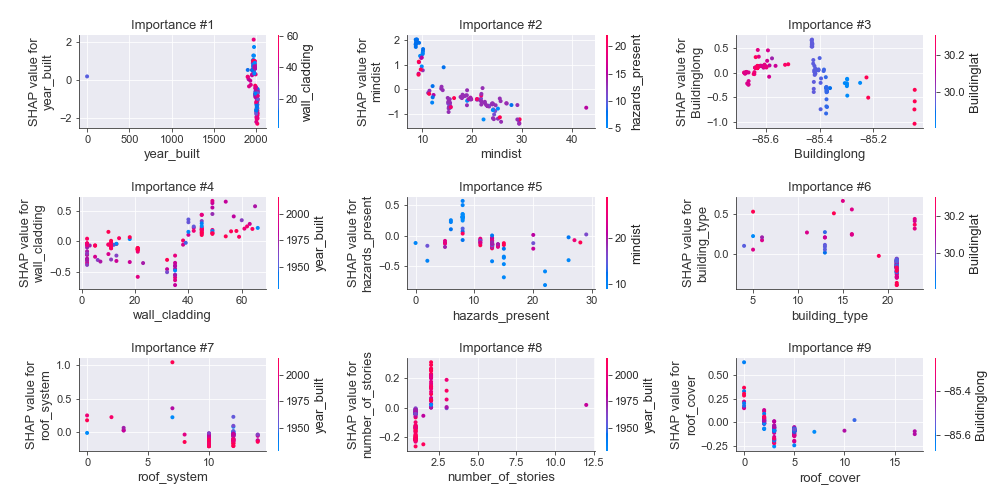 Importance #1
SHAP value for
year_built
2
0
−2
0
500
1000
1500
2000
year_built
60
40
20
wall_cladding
Importance #2
SHAP value for
mindist
2
1
0
−1
10
20
30
40
mindist
20
15
10
5
hazards_present
Importance #3
SHAP value for
Buildinglong
0.5
0.0
−0.5
−1.0
−85.6
−85.4
−85.2
Buildinglong
30.2
30.0
Buildinglat
Importance #4
SHAP value for
wall_cladding
0.5
0.0
−0.5
0
20
40
60
wall_cladding
2000
1975
1950
year_built
Importance #5
SHAP value for
hazards_present
0.5
0.0
−0.5
0
10
20
30
hazards_present
20
10
mindist
Importance #6
SHAP value for
building_type
0.5
0.0
−0.5
5
10
15
20
building_type
30.2
30.0
Buildinglat
Importance #7
SHAP value for
roof_system
1.0
0.5
0.0
0
5
10
roof_system
2000
1975
1950
year_built
Importance #8
SHAP value for
number_of_stories
0.2
0.0
−0.2
2.5
5.0
7.5
10.0
12.5
number_of_stories
2000
1975
1950
year_built
Importance #9
SHAP value for
roof_cover
0.50
0.25
0.00
−0.25
0
5
10
15
roof_cover
−85.4
−85.6
Buildinglong